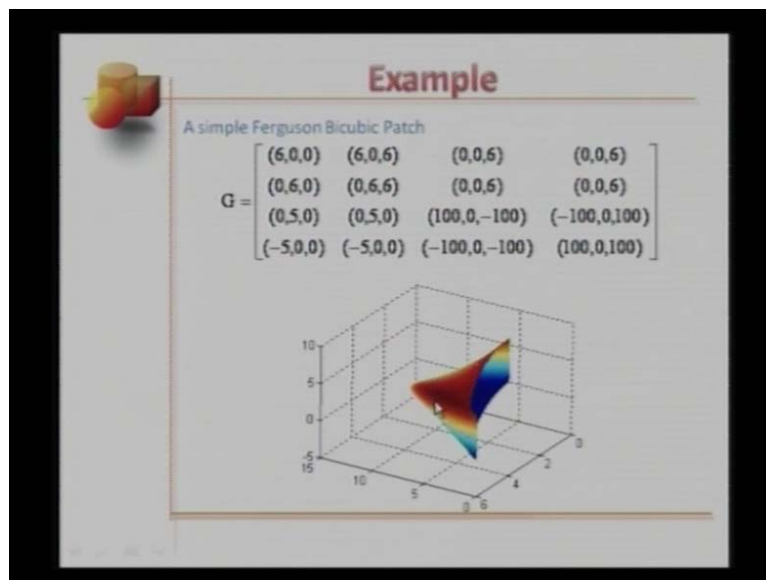 Example
A simple Ferguson Bicubic Patch
(6,0,0) (6,0,6) (0,0,6) (0,0,6)
(0,6,0) (0,6,6) (0,0,6) (0,0,6)
G =
(0,5,0) (0,5,0) (100,0,-100) (-100,0,100)
(-5,0,0) (-5,0,0) (-100,0,-100) (100,0,100)
10
5
0
-5
15
10
5
0
6
4
2
0